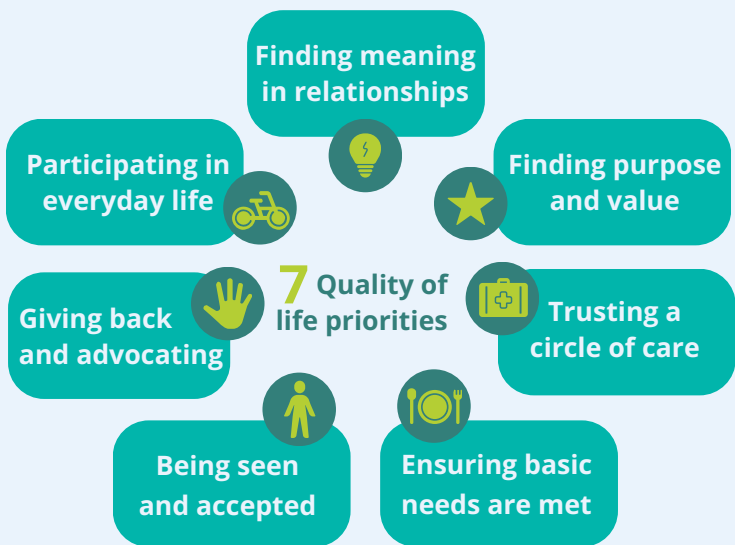 Finding meaning
in relationships
Participating in
everyday life
Finding purpose
and value
7 Quality of
life priorities
Giving back
and advocating
Trusting a
circle of care
Being seen
and accepted
Ensuring basic
needs are met